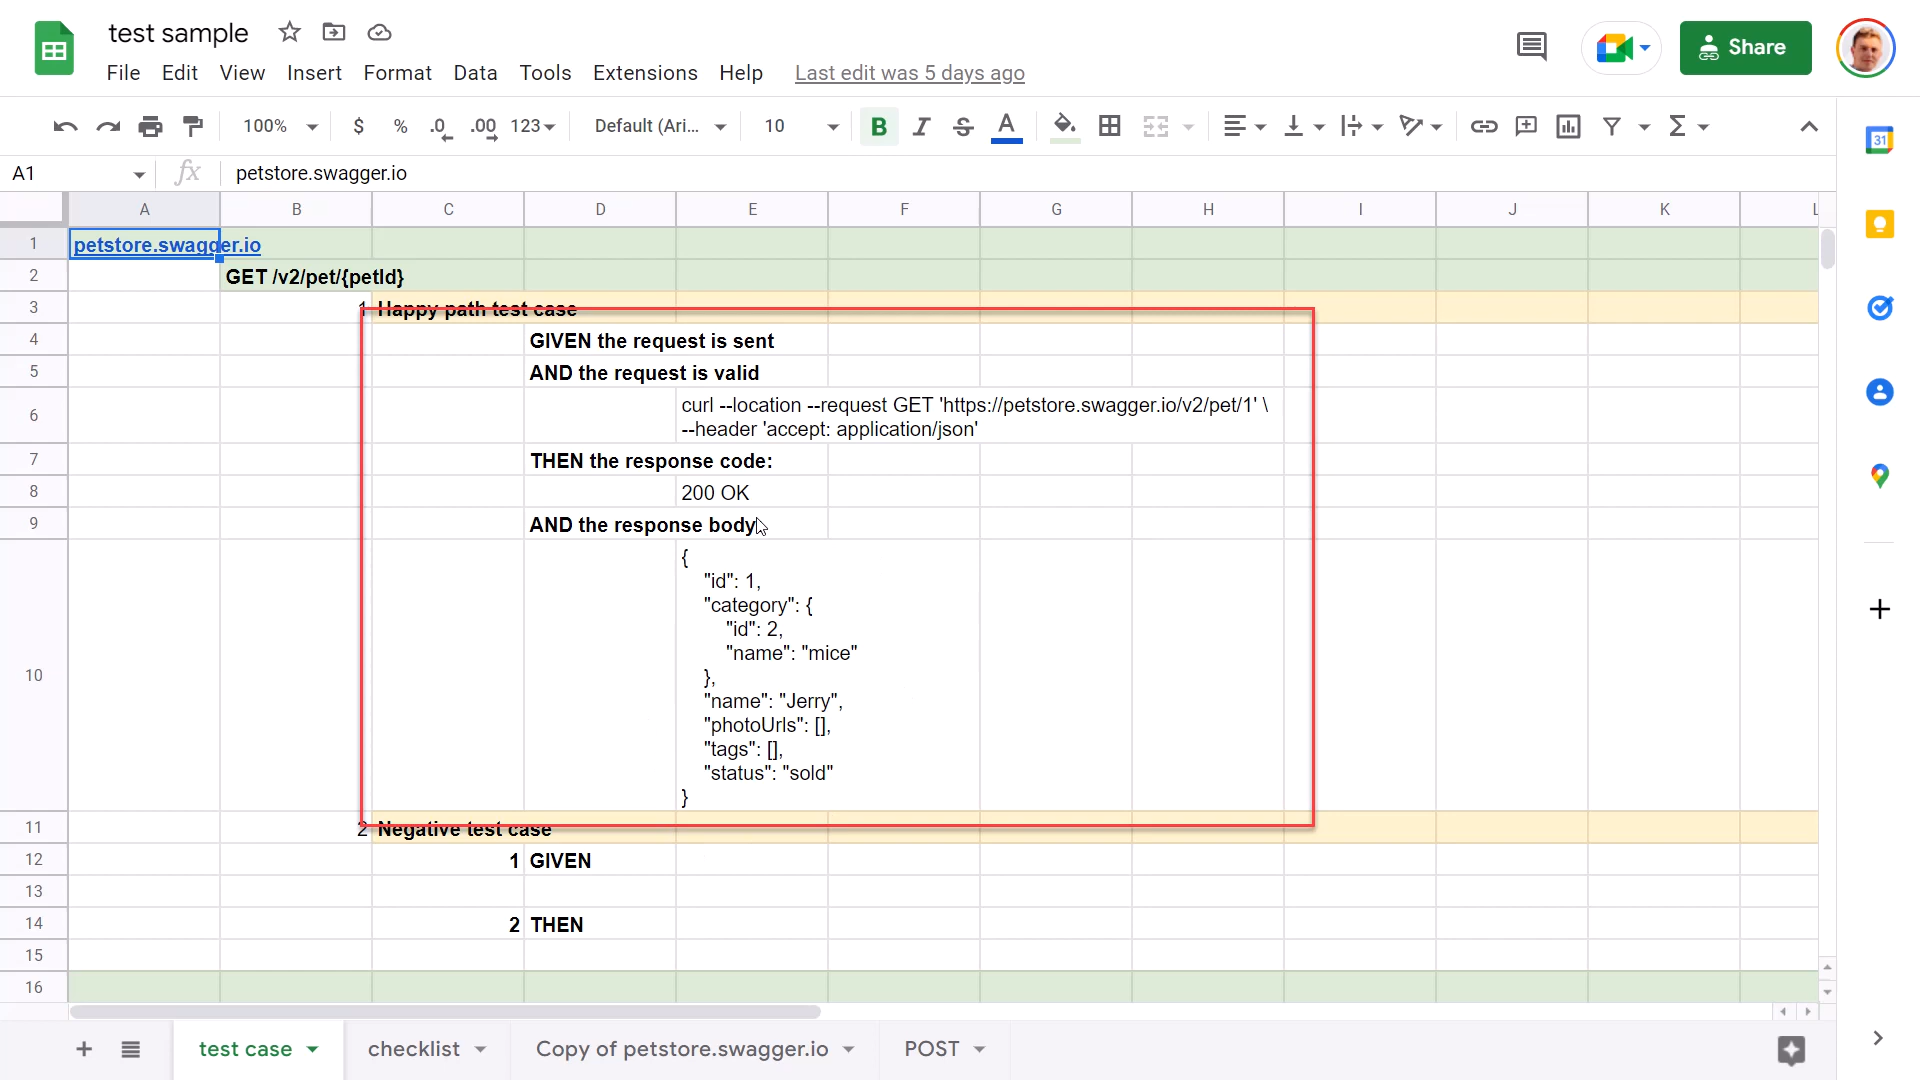 test sample
File Edit View Insert Format Data Tools Extensions Help Last edit was 5 days ago
Share
100% $ % .0 .00 123 Default (Ari... 10 B I S A
31
A1 fx petstore.swagger.io
A B C D E F G H I J K L
1 petstore.swagger.io
2 GET /v2/pet/{petId}
3 1 Happy path test case
4 GIVEN the request is sent
5 AND the request is valid
6 curl --location --request GET 'https://petstore.swagger.io/v2/pet/1' \
--header 'accept: application/json'
7 THEN the response code:
8 200 OK
9 AND the response body
10 {
"id": 1,
"category": {
"id": 2,
"name": "mice"
},
"name": "Jerry",
"photoUrls": [],
"tags": [],
"status": "sold"
}
11 2 Negative test case
12 1 GIVEN
13
14 2 THEN
15
16
test case checklist Copy of petstore.swagger.io POST